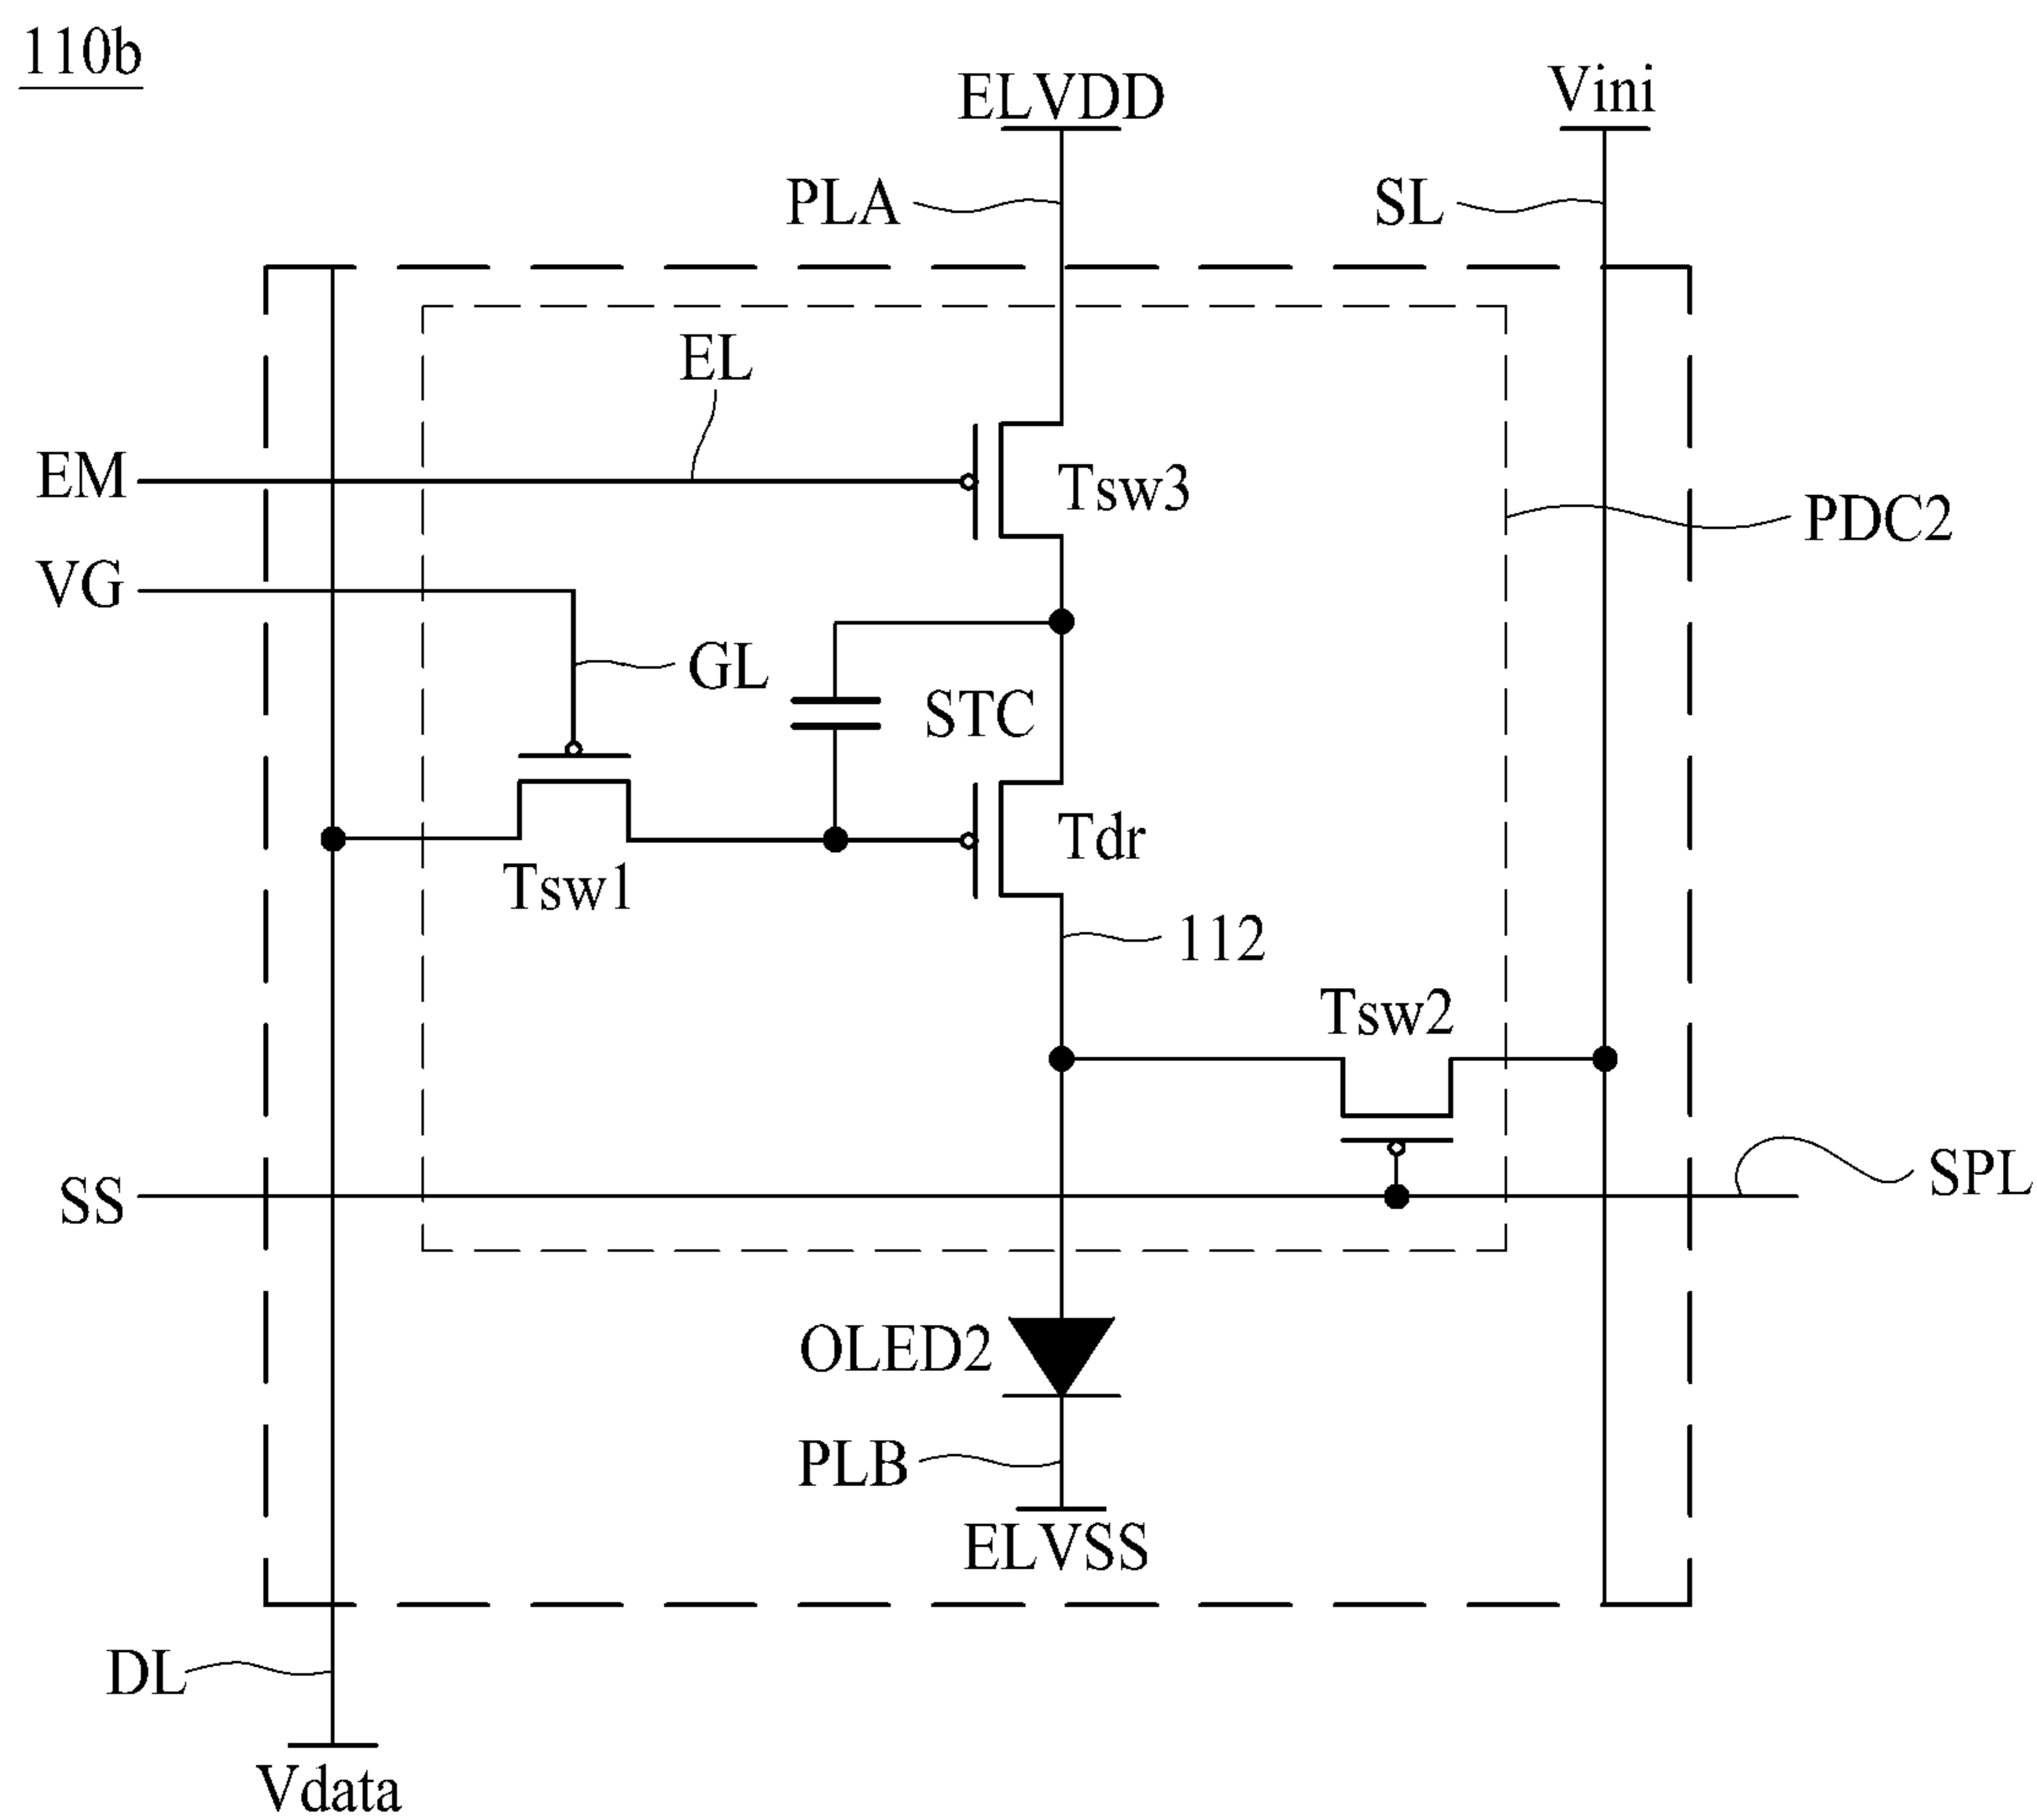 110b
ELVDD
Vini
PLA
SL
EL
EM
Tsw3
PDC2
VG
GL
STC
Tdr
Tsw1
112
Tsw2
SS
SPL
OLED2
PLB
ELVSS
DL
Vdata